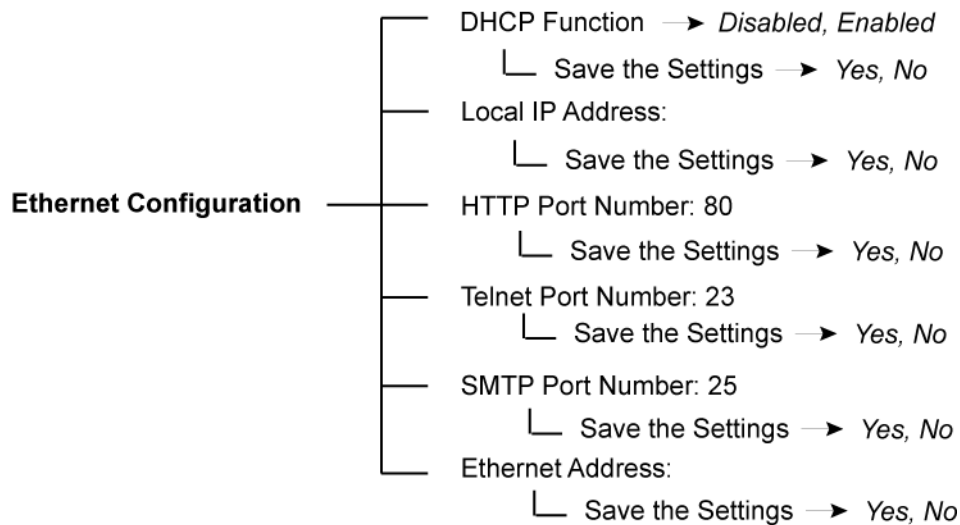 DHCP Function Disabled, Enabled
Save the Settings Yes, No
Local IP Address:
Save the Settings Yes, No
Ethernet Configuration
HTTP Port Number: 80
Save the Settings Yes, No
Telnet Port Number: 23
Save the Settings Yes, No
SMTP Port Number: 25
Save the Settings Yes, No
Ethernet Address:
Save the Settings Yes, No